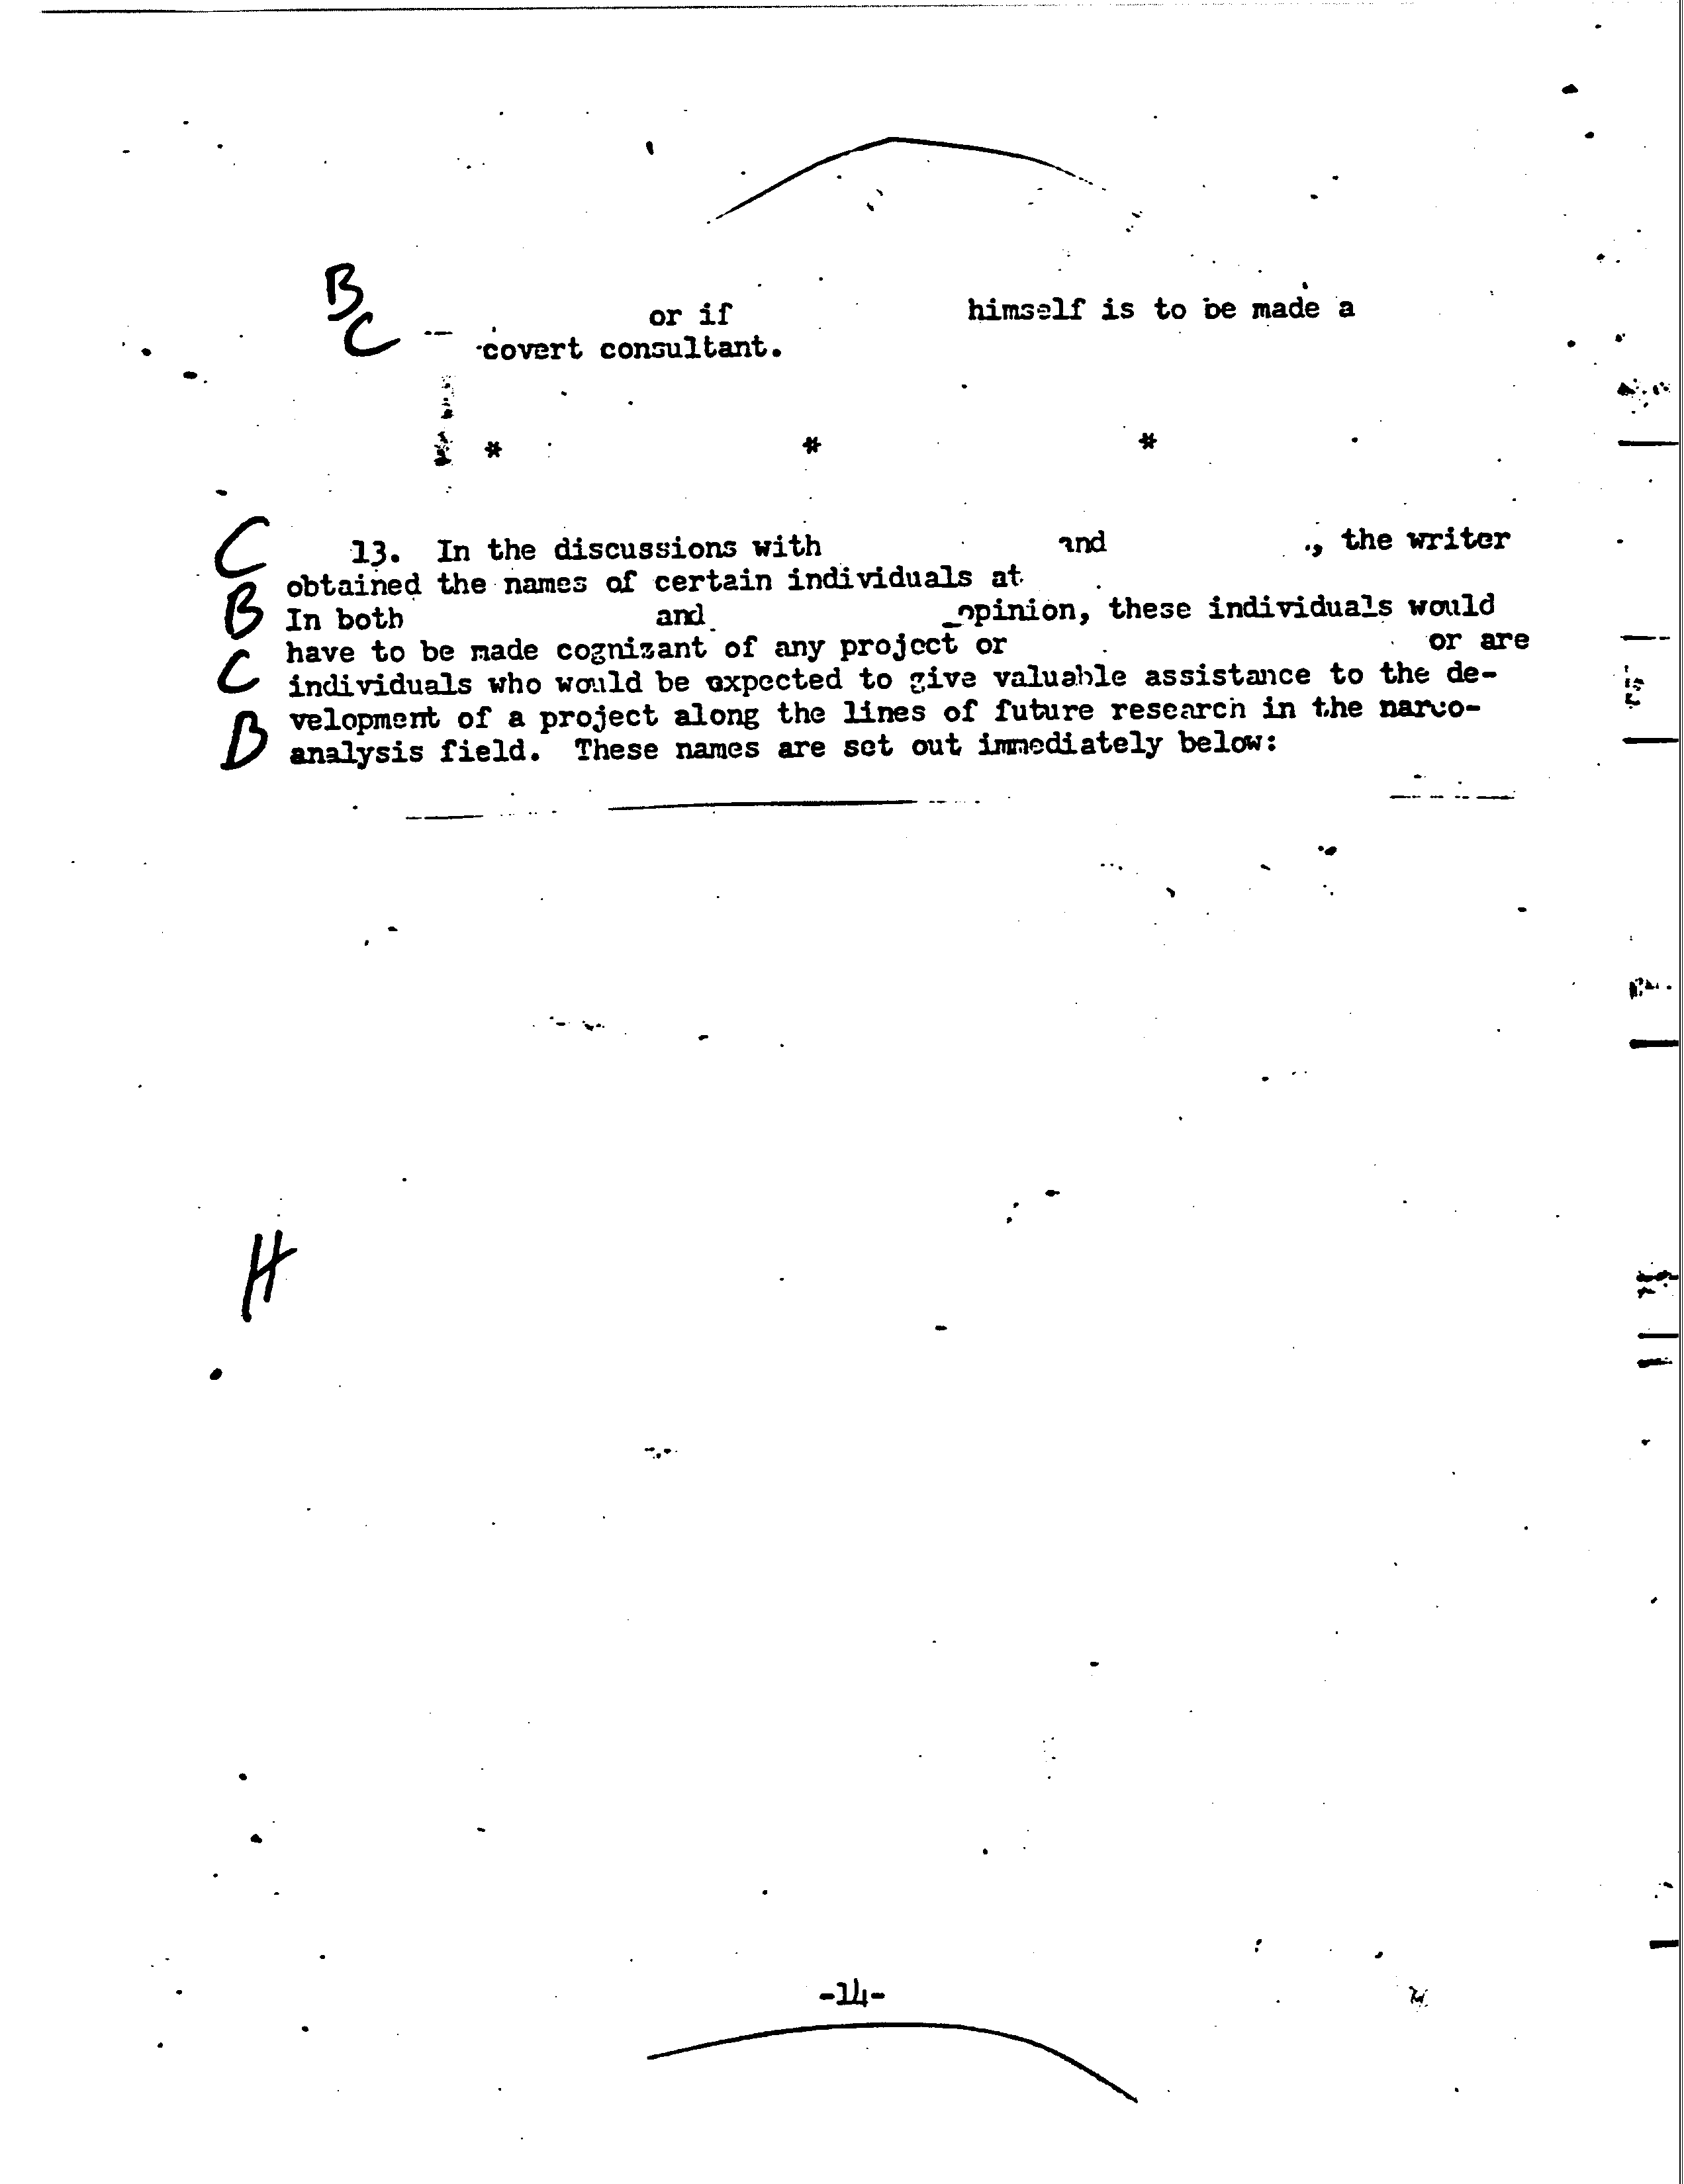 B
C
or if himself is to be made a
covert consultant.
* * *
C
13. In the discussions with and ., the writer
obtained the names of certain individuals at
B
In both and opinion, these individuals would
have to be made cognizant of any project or or are
C
individuals who would be expected to give valuable assistance to the de-
velopment of a project along the lines of future research in the narco-
B
analysis field. These names are set out immediately below:
H
-14-